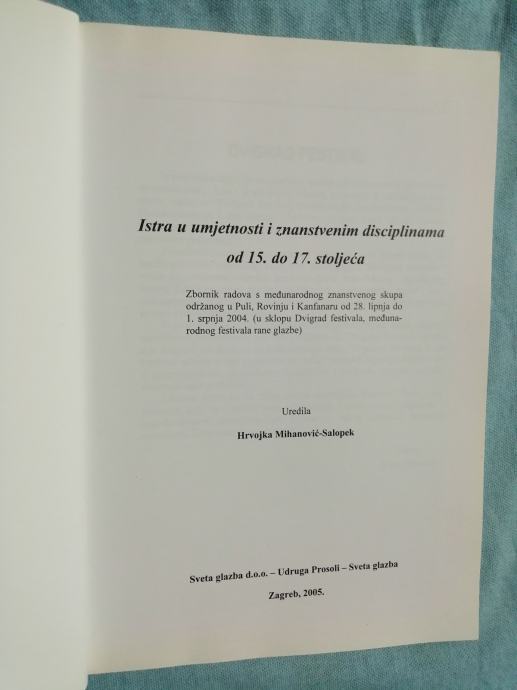 Istra u umjetnosti i znanstvenim disciplinama
od 15. do 17. stoljeća
Zbornik radova s međunarodnog znanstvenog skupa
održanog u Puli, Rovinju i Kanfanaru od 28. lipnja do
1. srpnja 2004. (u sklopu Dvigrad festivala, međuna-
rodnog festivala rane glazbe)
Uredila
Hrvojka Mihanović-Salopek
Sveta glazba d.o.o. – Udruga Prosoli – Sveta glazba
Zagreb, 2005.